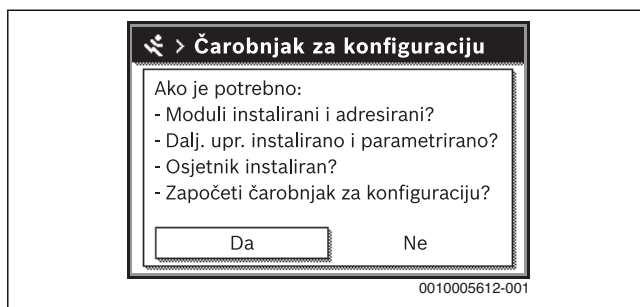 > Čarobnjak za konfiguraciju
Ako je potrebno:
- Moduli instalirani i adresirani?
- Dalj. upr. instalirano i parametrirano?
- Osjetnik instaliran?
- Započeti čarobnjak za konfiguraciju?
Da Ne
0010005612-001